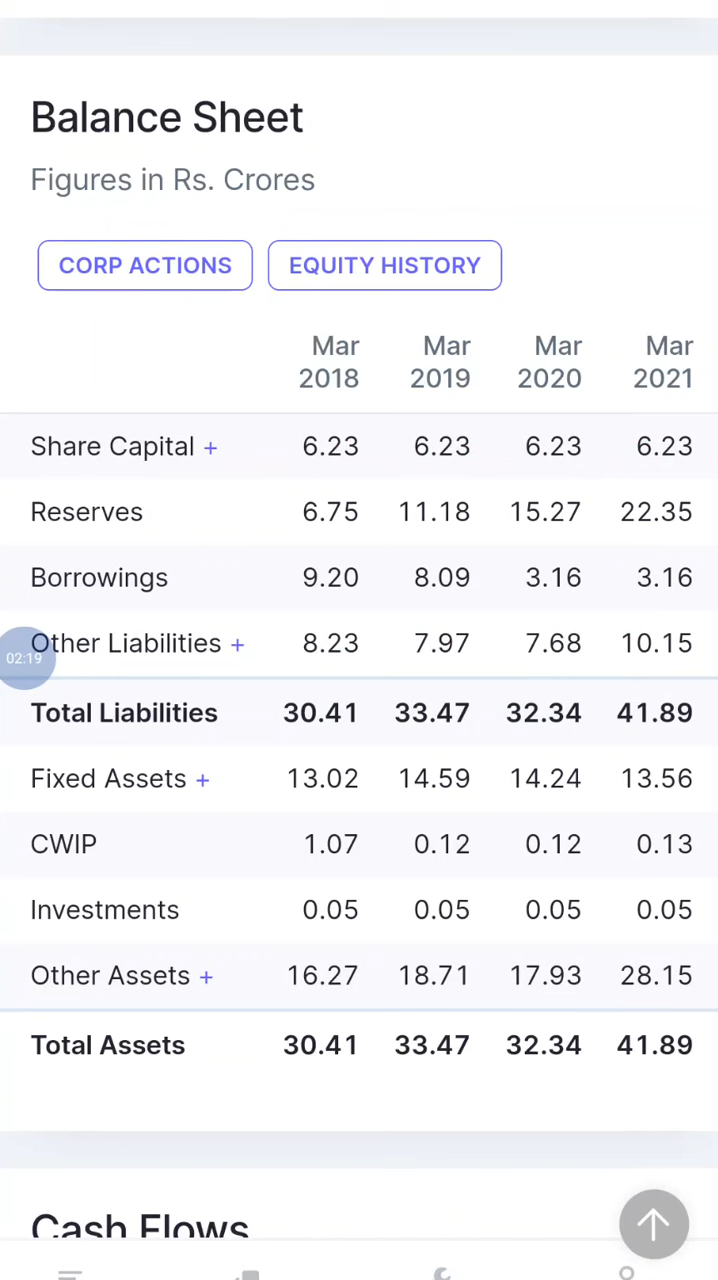 Balance Sheet
Figures in Rs. Crores
CORP ACTIONS EQUITY HISTORY
Mar Mar Mar Mar
2018 2019 2020 2021
Share Capital + 6.23 6.23 6.23 6.23
Reserves 6.75 11.18 15.27 22.35
Borrowings 9.20 8.09 3.16 3.16
Other Liabilities + 8.23 7.97 7.68 10.15
02:19
Total Liabilities 30.41 33.47 32.34 41.89
Fixed Assets + 13.02 14.59 14.24 13.56
CWIP 1.07 0.12 0.12 0.13
Investments 0.05 0.05 0.05 0.05
Other Assets + 16.27 18.71 17.93 28.15
Total Assets 30.41 33.47 32.34 41.89
Cash Flows